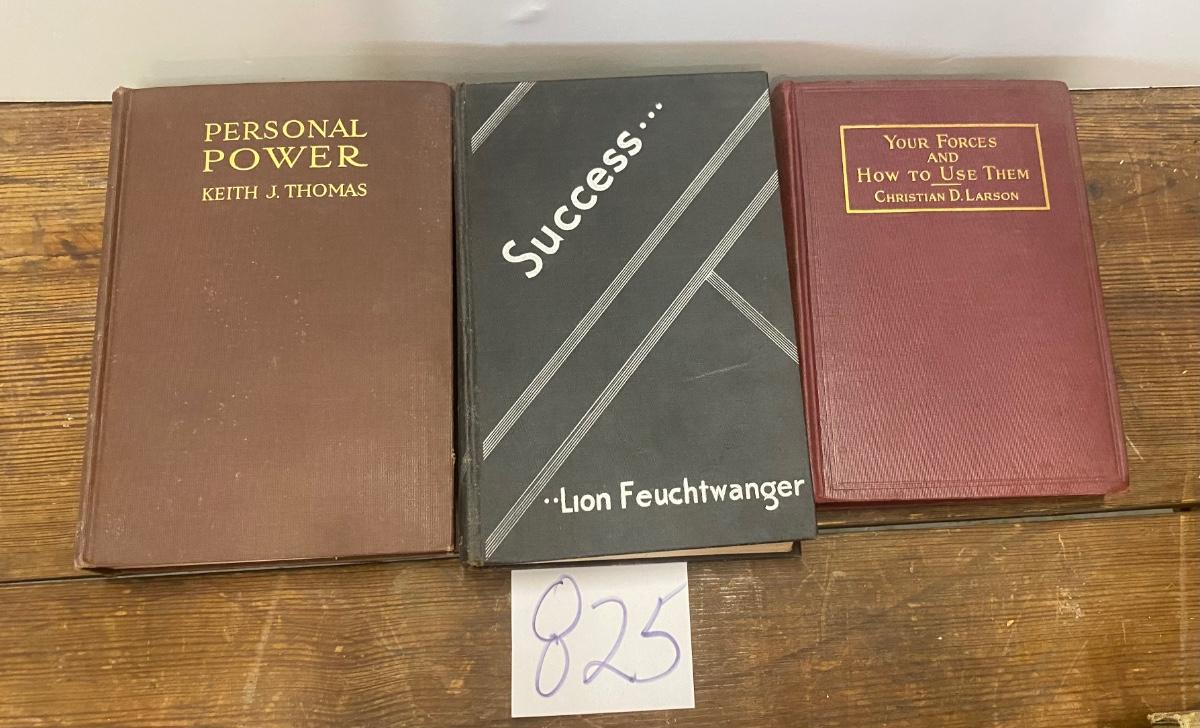 PERSONAL
POWER
KEITH J. THOMAS
Success...
..Lion Feuchtwanger
YOUR FORCES
AND
HOW TO USE THEM
CHRISTIAN D. LARSON
825